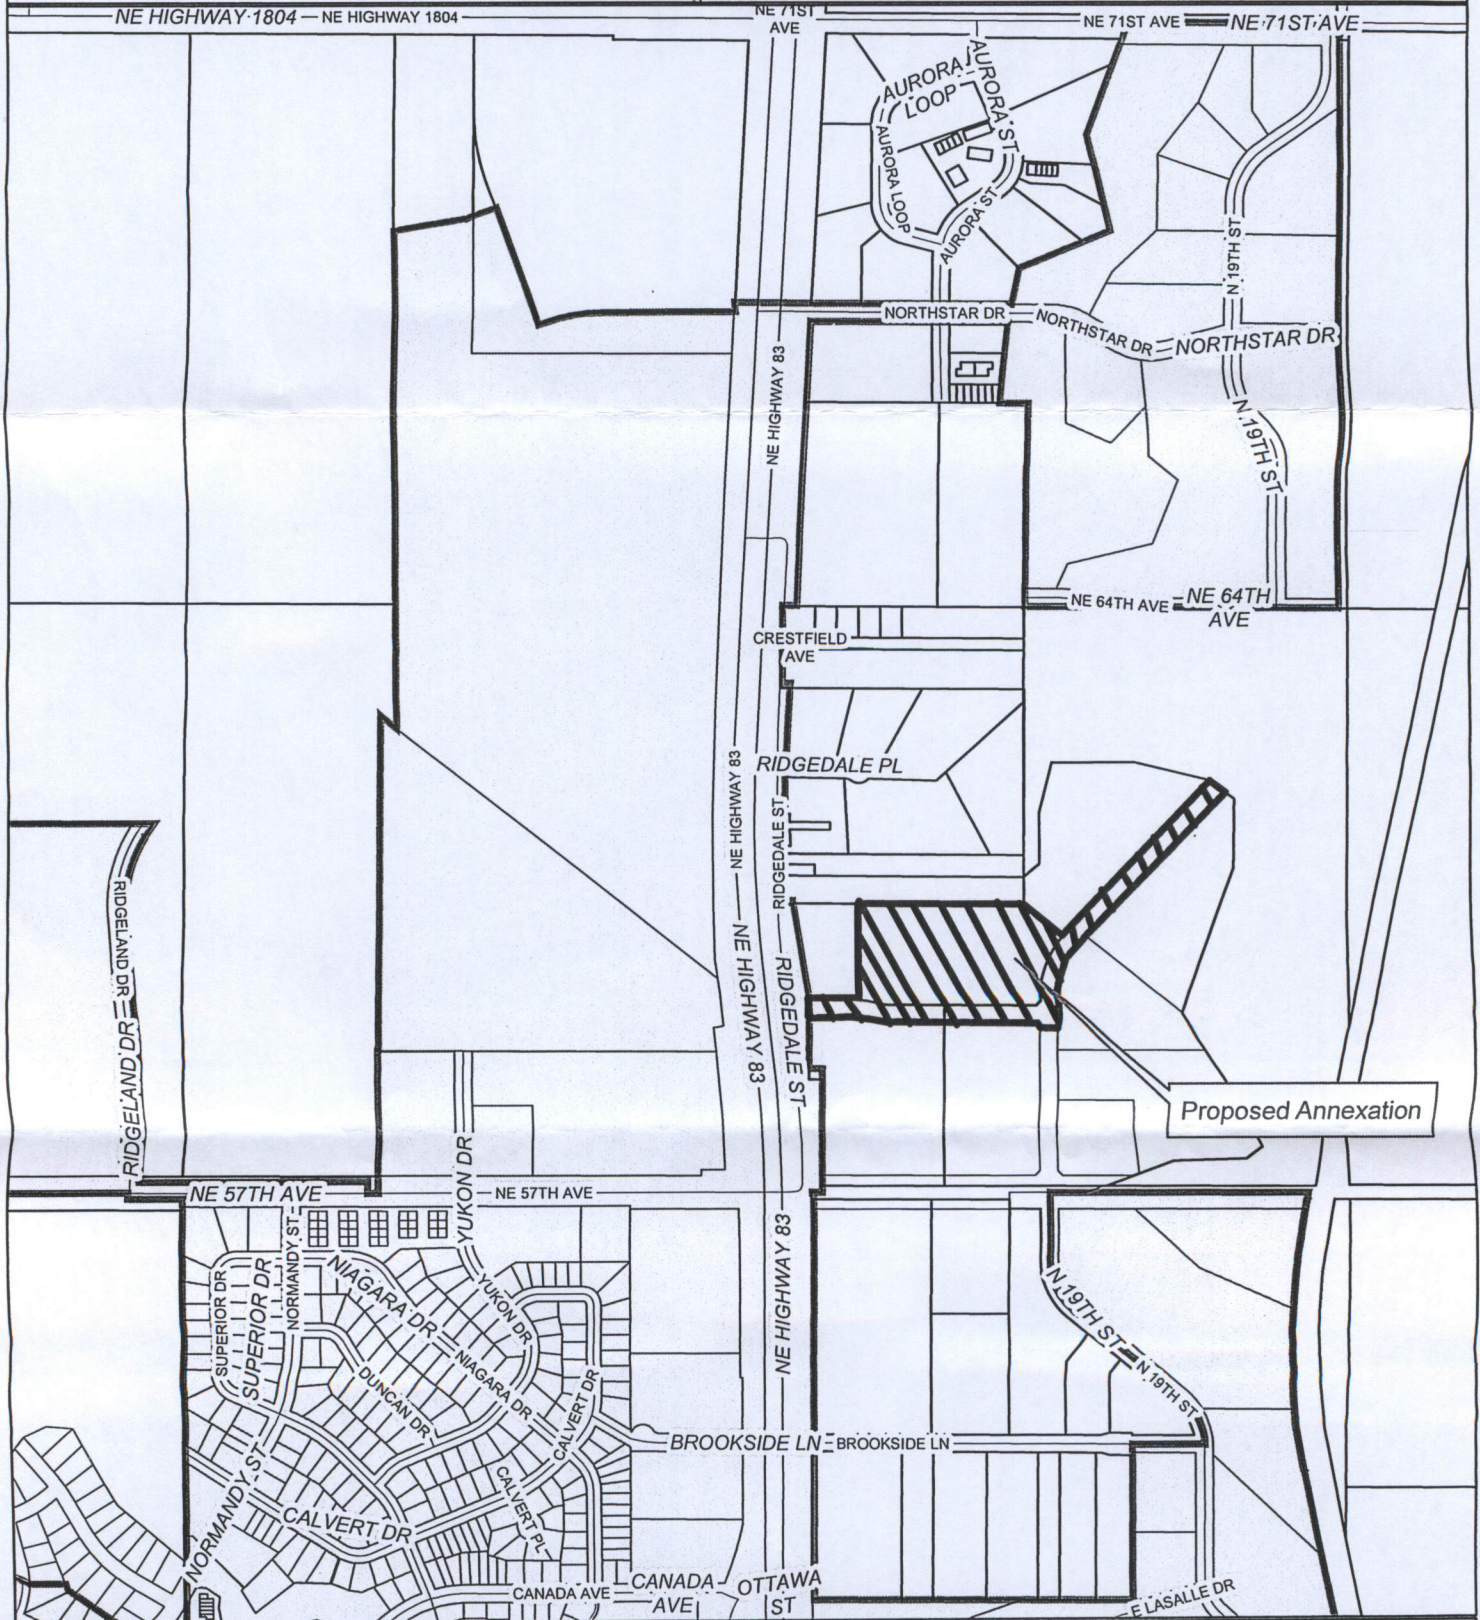 NE HIGHWAY 1804
NE HIGHWAY 1804
NE 71ST
AVE
NE 71ST AVE
NE 71ST AVE
AURORA
LOOP
AURORA ST
AURORA LOOP
AURORA ST
N 19TH ST
NORTHSTAR DR
NORTHSTAR DR
NORTHSTAR DR
NE HIGHWAY 83
N 19TH ST
NE 64TH AVE
NE 64TH
AVE
CRESTFIELD
AVE
RIDGEDALE PL
NE HIGHWAY 83
RIDGEDALE ST
RIDGELAND DR
NE HIGHWAY 83
RIDGEDALE ST
RIDGELAND DR
Proposed Annexation
YUKON DR
NE 57TH AVE
NE 57TH AVE
NORMANDY ST
NE HIGHWAY 83
SUPERIOR DR
SUPERIOR DR
NIAGARA DR
YUKON DR
N 19TH ST
NIAGARA DR
DUNCAN DR
CALVERT DR
N 19TH ST
BROOKSIDE LN
BROOKSIDE LN
NORMANDY ST
CALVERT PL
CALVERT DR
CANADA AVE
CANADA
AVE
OTTAWA
ST
E LASALLE DR